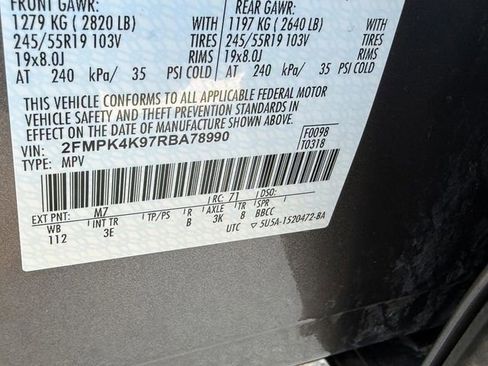 FRONT GAWR: REAR GAWR:
1279 KG ( 2820 LB) 1197 KG ( 2640 LB)
245/55R19 103V TIRES 245/55R19 103V TIRES
19x8.0J RIMS 19x8.0J RIMS
AT 240 kPa/ 35 PSI COLD AT 240 kPa/ 35 PSI COLD
THIS VEHICLE CONFORMS TO ALL APPLICABLE FEDERAL MOTOR
VEHICLE SAFETY AND THEFT PREVENTION STANDARDS IN
EFFECT ON THE DATE OF MANUFACTURE SHOWN ABOVE.
VIN: 2FMPK4K97RBA78990 F0098
TYPE: MPV T0318
EXT PNT: M7 RC: 71 DSO:
WB INT TR TP/PS R AXLE TR SPR
112 3E B 3K 8 BBCC
UTC ▽5U5A-1520472-BA